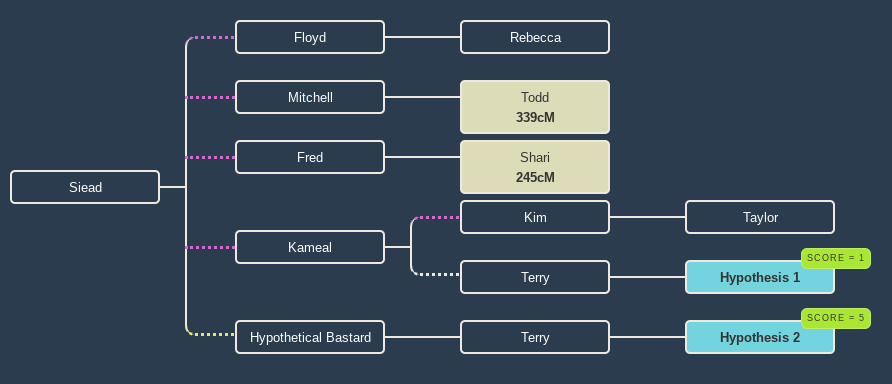 Floyd
Rebecca
Mitchell
Todd
339cM
Fred
Shari
245cM
Siead
Kim
Taylor
Kameal
SCORE = 1
Terry
Hypothesis 1
SCORE = 5
Hypothetical Bastard
Terry
Hypothesis 2